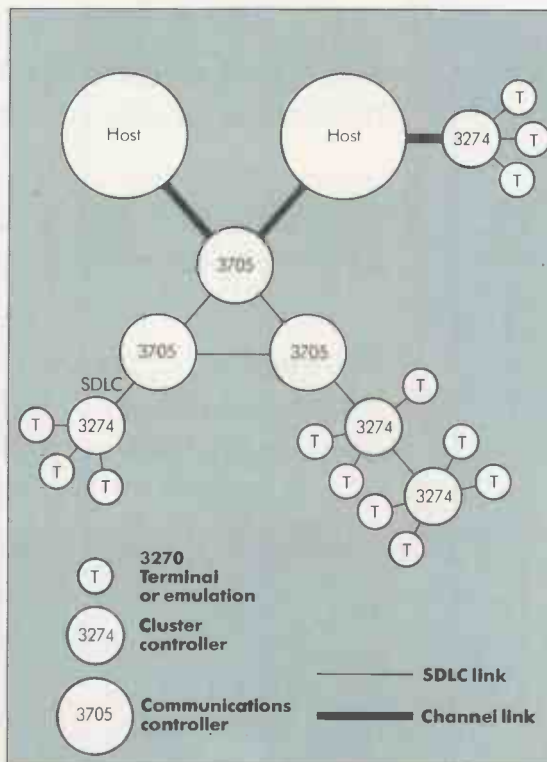 Host
Host
3274
T
T
T
3705
3705
3705
SDLC
3274
T
T
T
3274
T
T
T
3274
T
T
T
T
T
3270
Terminal
or emulation
3274
Cluster
controller
3705
Communications
controller
SDLC link
Channel link